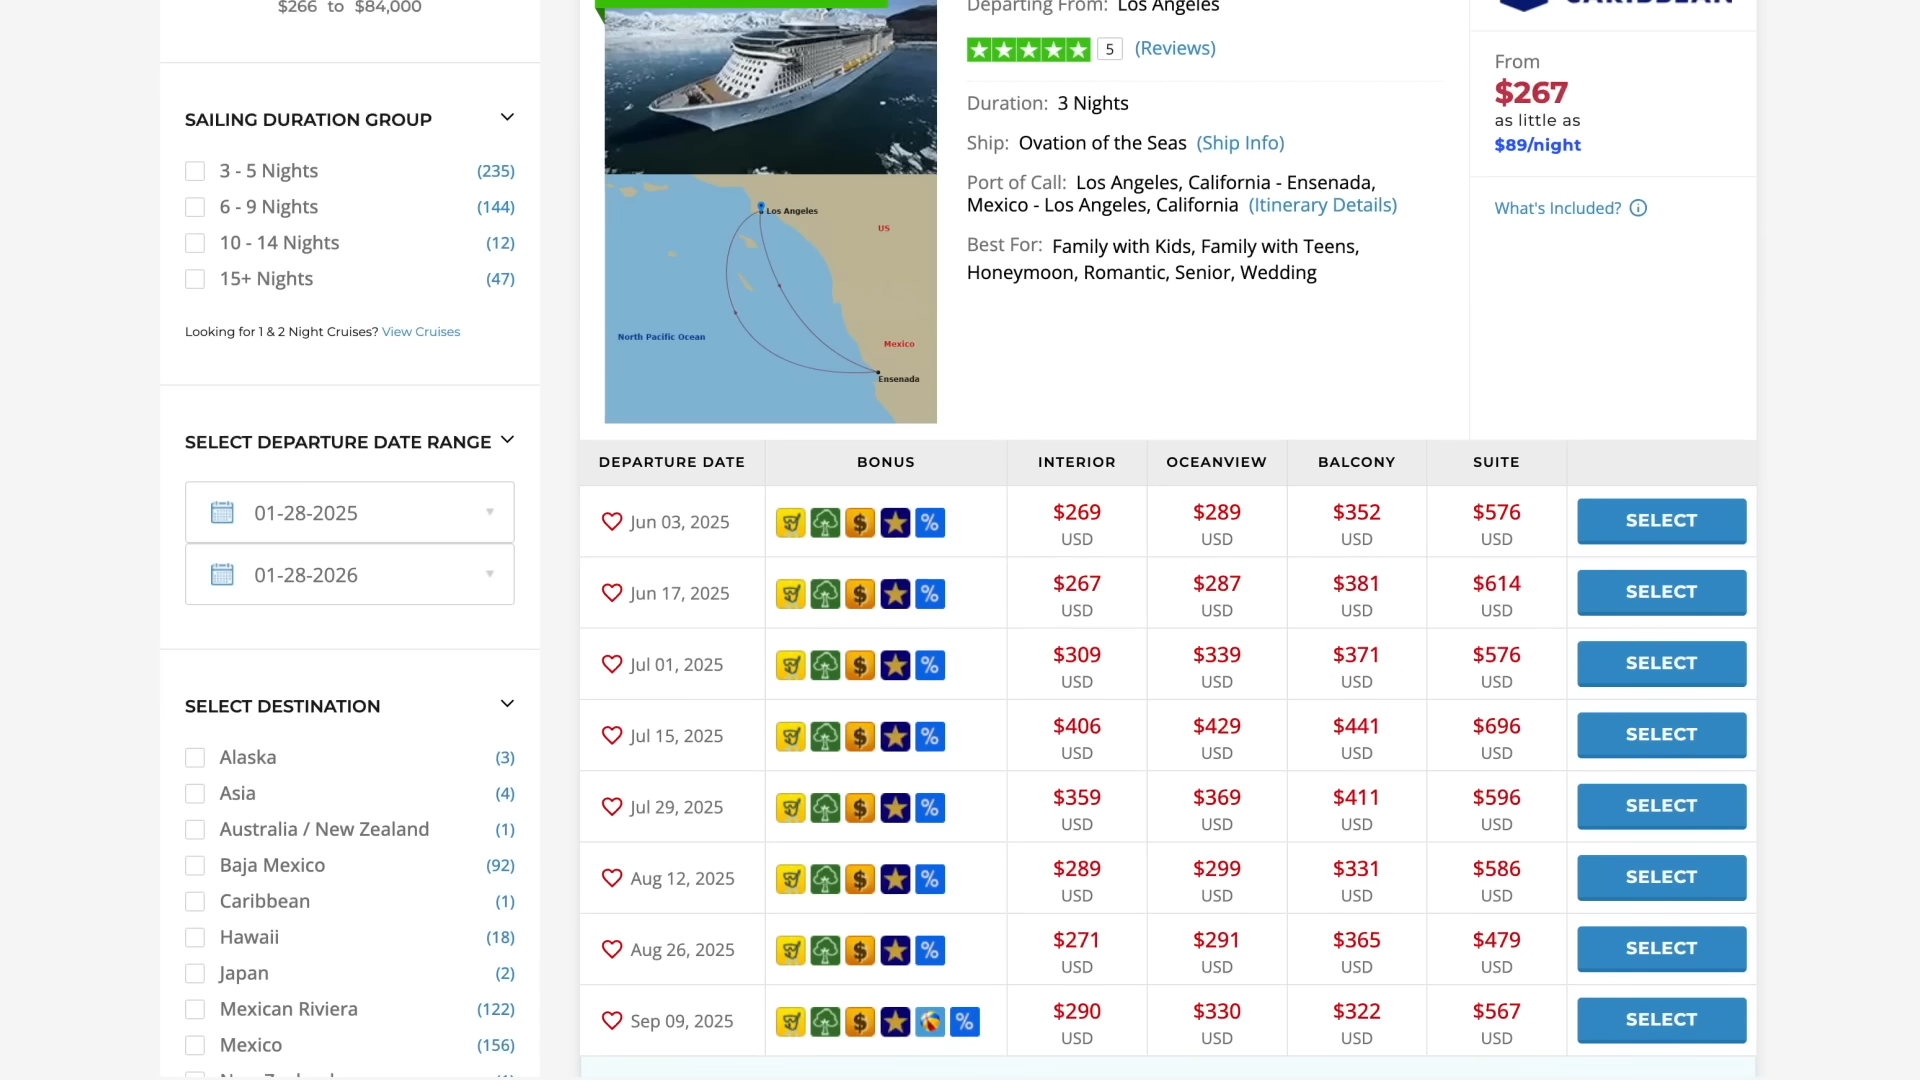 $266 to $84,000
SAILING DURATION GROUP
3 - 5 Nights (235)
6 - 9 Nights (144)
10 - 14 Nights (12)
15+ Nights (47)
Looking for 1 & 2 Night Cruises? View Cruises
SELECT DEPARTURE DATE RANGE
01-28-2025
01-28-2026
SELECT DESTINATION
Alaska (3)
Asia (4)
Australia / New Zealand (1)
Baja Mexico (92)
Caribbean (1)
Hawaii (18)
Japan (2)
Mexican Riviera (122)
Mexico (156)
Los Angeles
US
North Pacific Ocean
Mexico
Ensenada
Departing From: Los Angeles
5 (Reviews)
Duration: 3 Nights
Ship: Ovation of the Seas (Ship Info)
Port of Call: Los Angeles, California - Ensenada,
Mexico - Los Angeles, California (Itinerary Details)
Best For: Family with Kids, Family with Teens,
Honeymoon, Romantic, Senior, Wedding
CARIBBEAN
From
$267
as little as
$89/night
What's Included?
DEPARTURE DATE BONUS INTERIOR OCEANVIEW BALCONY SUITE
Jun 03, 2025 $ % $269 $289 $352 $576 SELECT
USD USD USD USD
Jun 17, 2025 $ % $267 $287 $381 $614 SELECT
USD USD USD USD
Jul 01, 2025 $ % $309 $339 $371 $576 SELECT
USD USD USD USD
Jul 15, 2025 $ % $406 $429 $441 $696 SELECT
USD USD USD USD
Jul 29, 2025 $ % $359 $369 $411 $596 SELECT
USD USD USD USD
Aug 12, 2025 $ % $289 $299 $331 $586 SELECT
USD USD USD USD
Aug 26, 2025 $ % $271 $291 $365 $479 SELECT
USD USD USD USD
Sep 09, 2025 $ % $290 $330 $322 $567 SELECT
USD USD USD USD